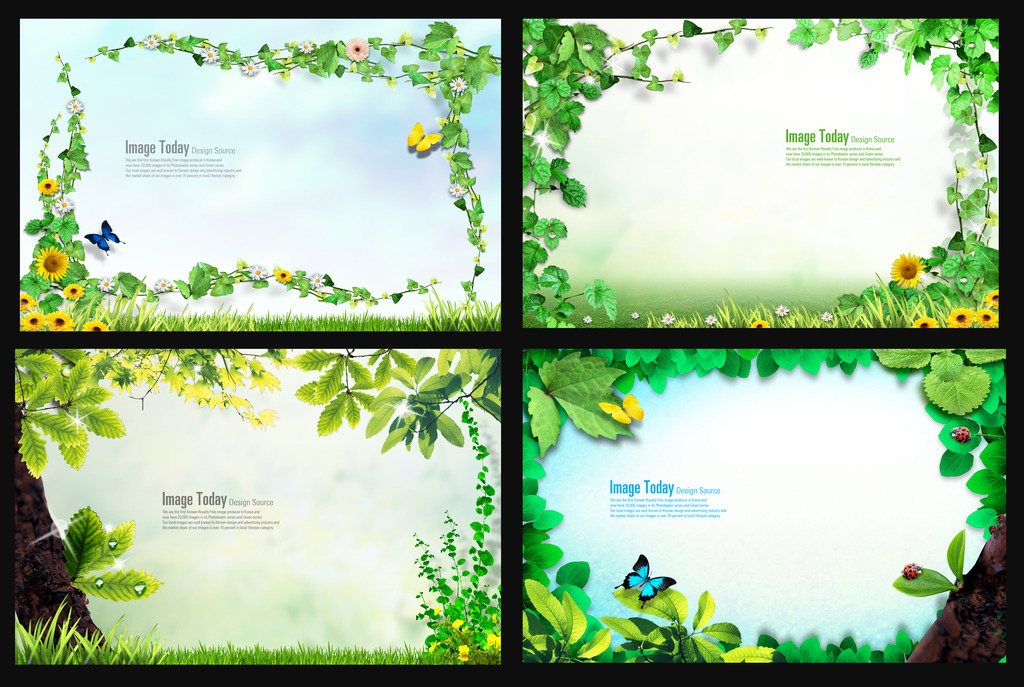 Image Today Design Source
We are the first Korean Royalty Free image producer in Korea and
now have 20,000 images in its Photobeater series and Green series.
Our local images are well-known to Korean design and advertising industry and
the market share of our images is over 70 percent in local lifestyle category.
Image Today Design Source
We are the first Korean Royalty Free image producer in Korea and
now have 20,000 images in its Photobeater series and Green series.
Our local images are well-known to Korean design and advertising industry and
the market share of our images is over 70 percent in local lifestyle category.
Image Today Design Source
We are the first Korean Royalty Free image producer in Korea and
now have 20,000 images in its Photobeater series and Green series.
Our local images are well-known to Korean design and advertising industry and
the market share of our images is over 70 percent in local lifestyle category.
Image Today Design Source
We are the first Korean Royalty Free image producer in Korea and
now have 20,000 images in its Photobeater series and Green series.
Our local images are well-known to Korean design and advertising industry and
the market share of our images is over 70 percent in local lifestyle category.